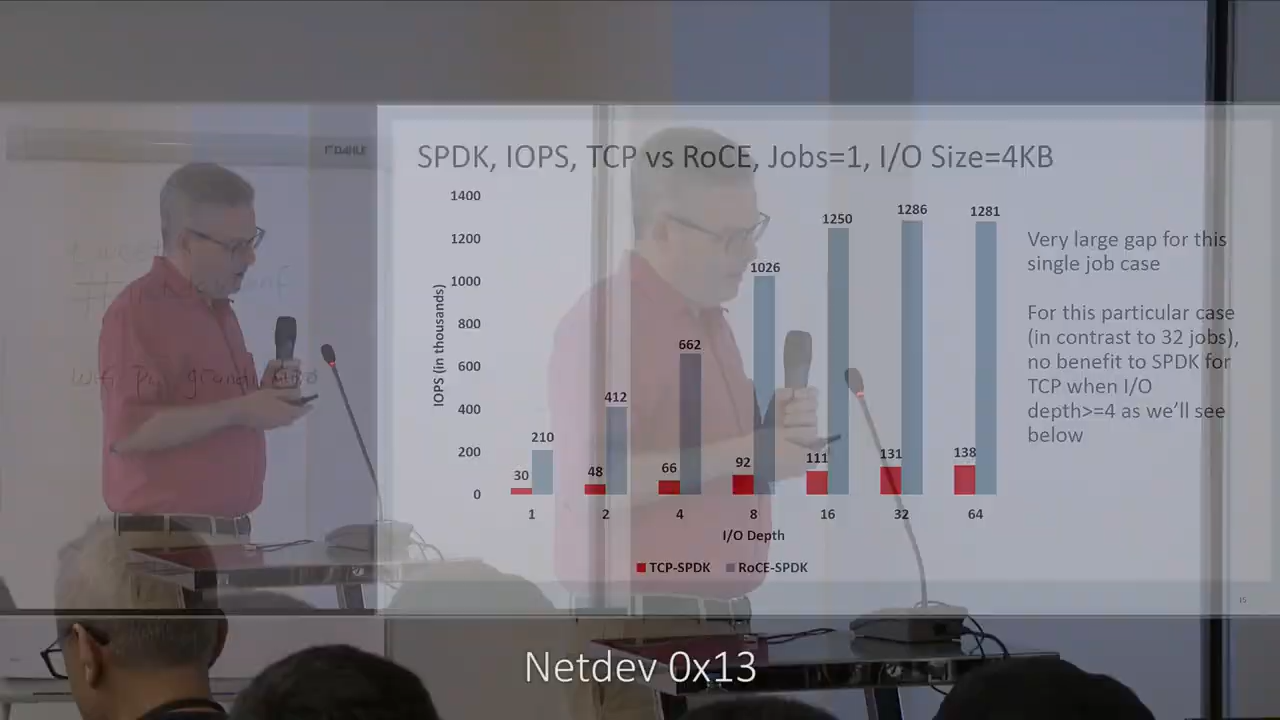 DAHLE
SPDK, IOPS, TCP vs RoCE, Jobs=1, I/O Size=4KB
1400
1200
1000
800
600
400
200
0
IOPS (in thousands)
30 210
48 412
66 662
92 1026
111 1250
131 1286
138 1281
1 2 4 8 16 32 64
I/O Depth
TCP-SPDK RoCE-SPDK
Very large gap for this
single job case
For this particular case
(in contrast to 32 jobs),
no benefit to SPDK for
TCP when I/O
depth>=4 as we'll see
below
15
Netdev 0x13